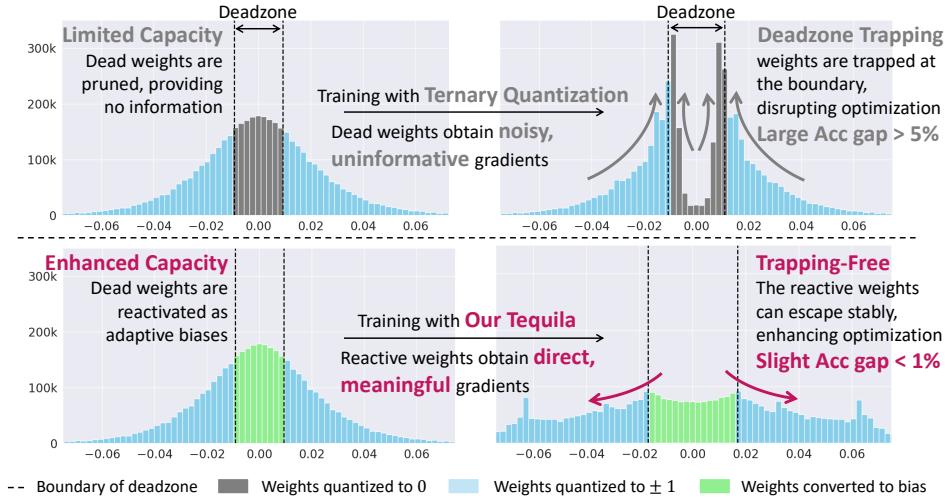 Deadzone
Deadzone
300k
200k
100k
0
Limited Capacity
Dead weights are
pruned, providing
no information
−0.06 −0.04 −0.02 0.00 0.02 0.04 0.06
Training with Ternary Quantization
Dead weights obtain noisy,
uninformative gradients
Deadzone Trapping
weights are trapped at
the boundary,
disrupting optimization
Large Acc gap > 5%
−0.06 −0.04 −0.02 0.00 0.02 0.04 0.06
300k
200k
100k
0
Enhanced Capacity
Dead weights are
reactivated as
adaptive biases
−0.06 −0.04 −0.02 0.00 0.02 0.04 0.06
Training with Our Tequila
Reactive weights obtain direct,
meaningful gradients
Trapping-Free
The reactive weights
can escape stably,
enhancing optimization
Slight Acc gap < 1%
−0.06 −0.04 −0.02 0.00 0.02 0.04 0.06
Boundary of deadzone Weights quantized to 0 Weights quantized to ± 1 Weights converted to bias